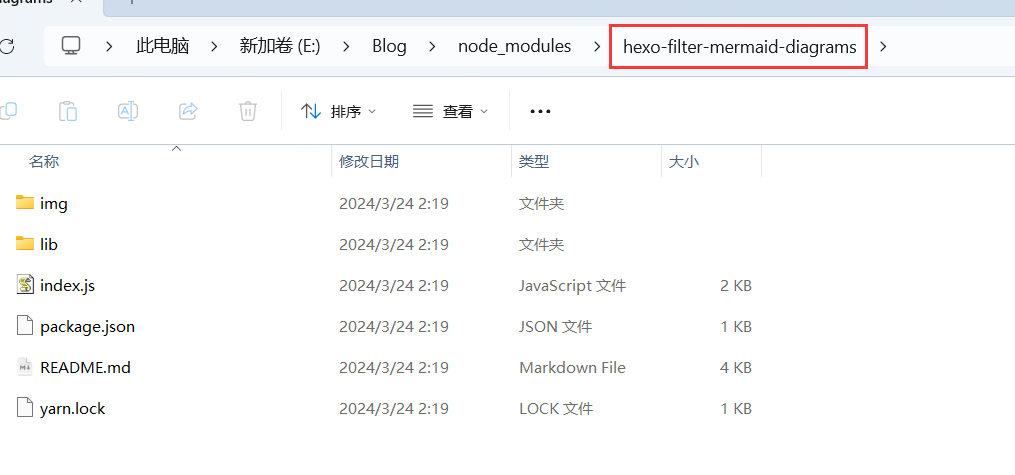 此电脑 新加卷 (E:) Blog node_modules hexo-filter-mermaid-diagrams
排序 查看
名称 修改日期 类型 大小
img 2024/3/24 2:19 文件夹
lib 2024/3/24 2:19 文件夹
index.js 2024/3/24 2:19 JavaScript 文件 2 KB
package.json 2024/3/24 2:19 JSON 文件 1 KB
README.md 2024/3/24 2:19 Markdown File 4 KB
yarn.lock 2024/3/24 2:19 LOCK 文件 1 KB